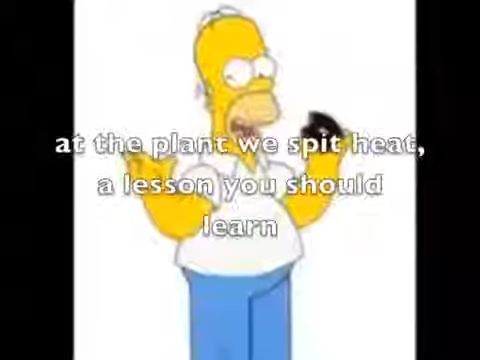 at the plant we spit heat,
a lesson you should
learn